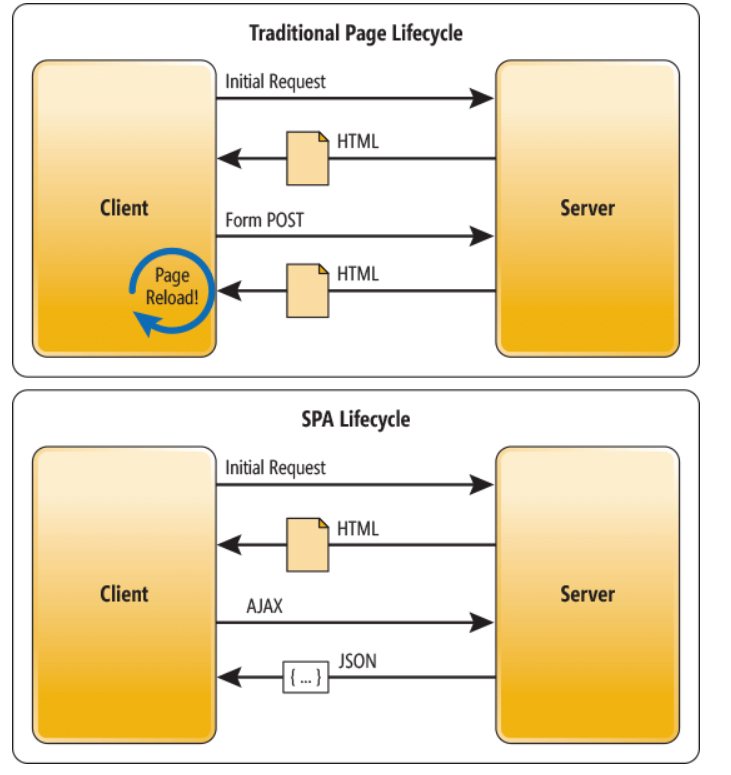 Traditional Page Lifecycle
Initial Request
HTML
Client
Server
Form POST
HTML
Page
Reload!
SPA Lifecycle
Initial Request
HTML
Client
Server
AJAX
JSON
{ ... }